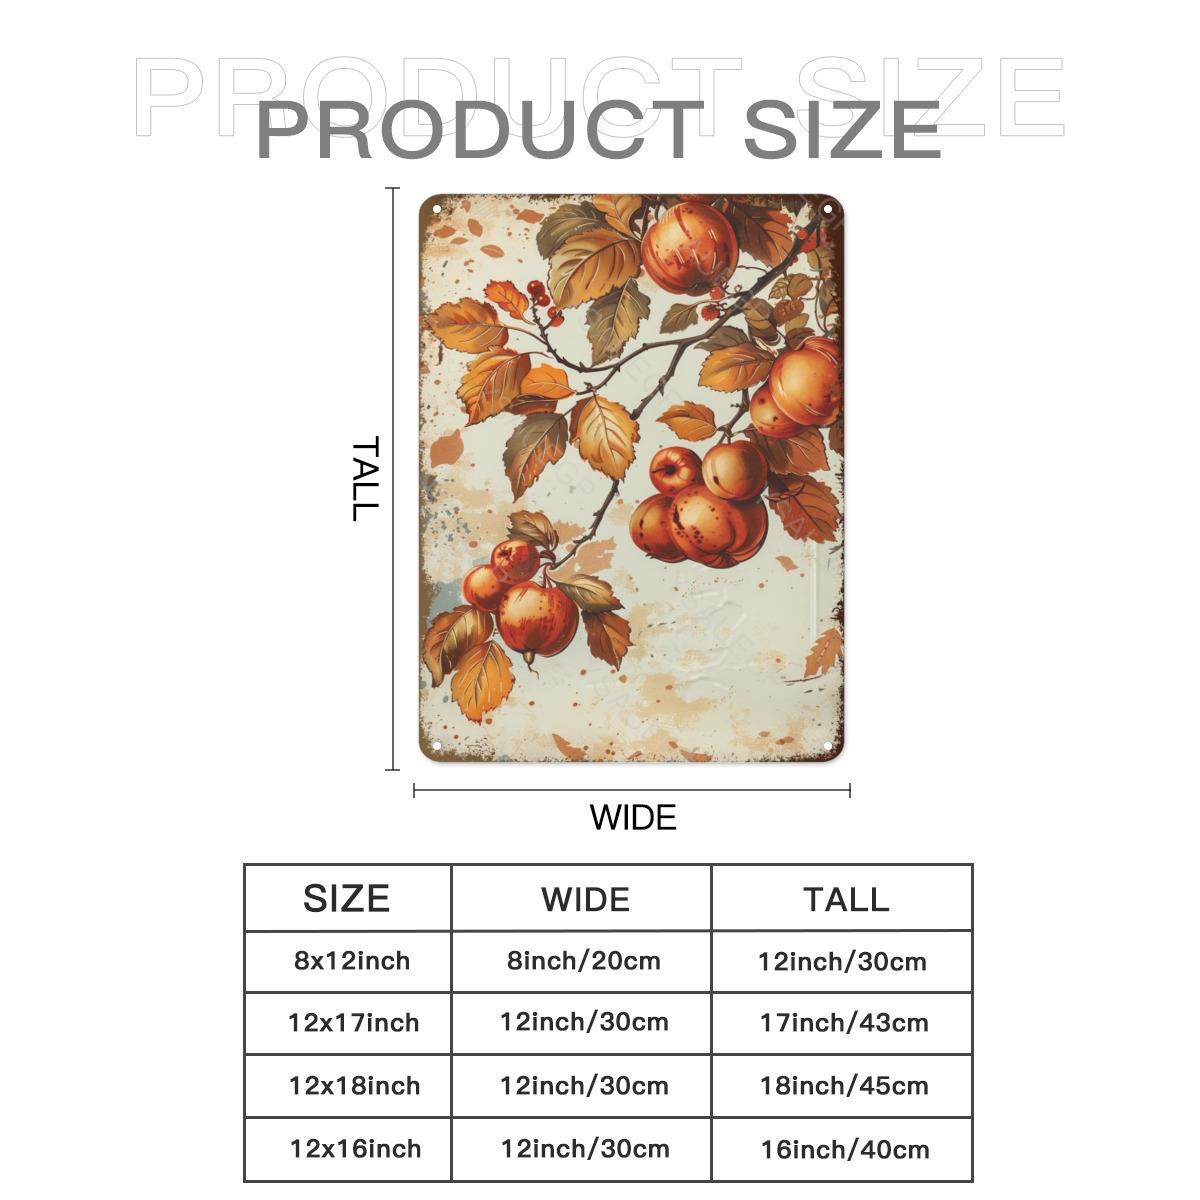 PRODUCT SIZE
PRODUCT SIZE
TALL
WIDE
SIZE WIDE TALL
8x12inch 8inch/20cm 12inch/30cm
12x17inch 12inch/30cm 17inch/43cm
12x18inch 12inch/30cm 18inch/45cm
12x16inch 12inch/30cm 16inch/40cm